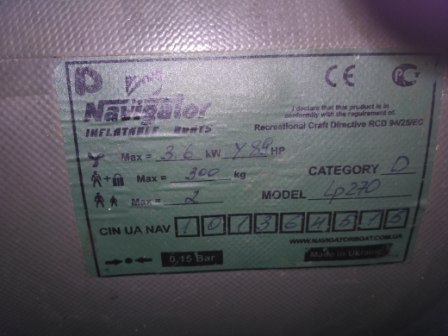 Navigator
INFLATABLE BOATS
CE
I declare that this product is in
conformity with the requirement of
Recreational Craft Directive RCD 94/25/EC
Max = 3.6 kW HP
Max = 300 kg
CATEGORY D
Max = 2
MODEL Lp270
CIN UA NAV
WWW.NAVIGATORBOAT.COM.UA
0,15 Bar
Made in Ukraine